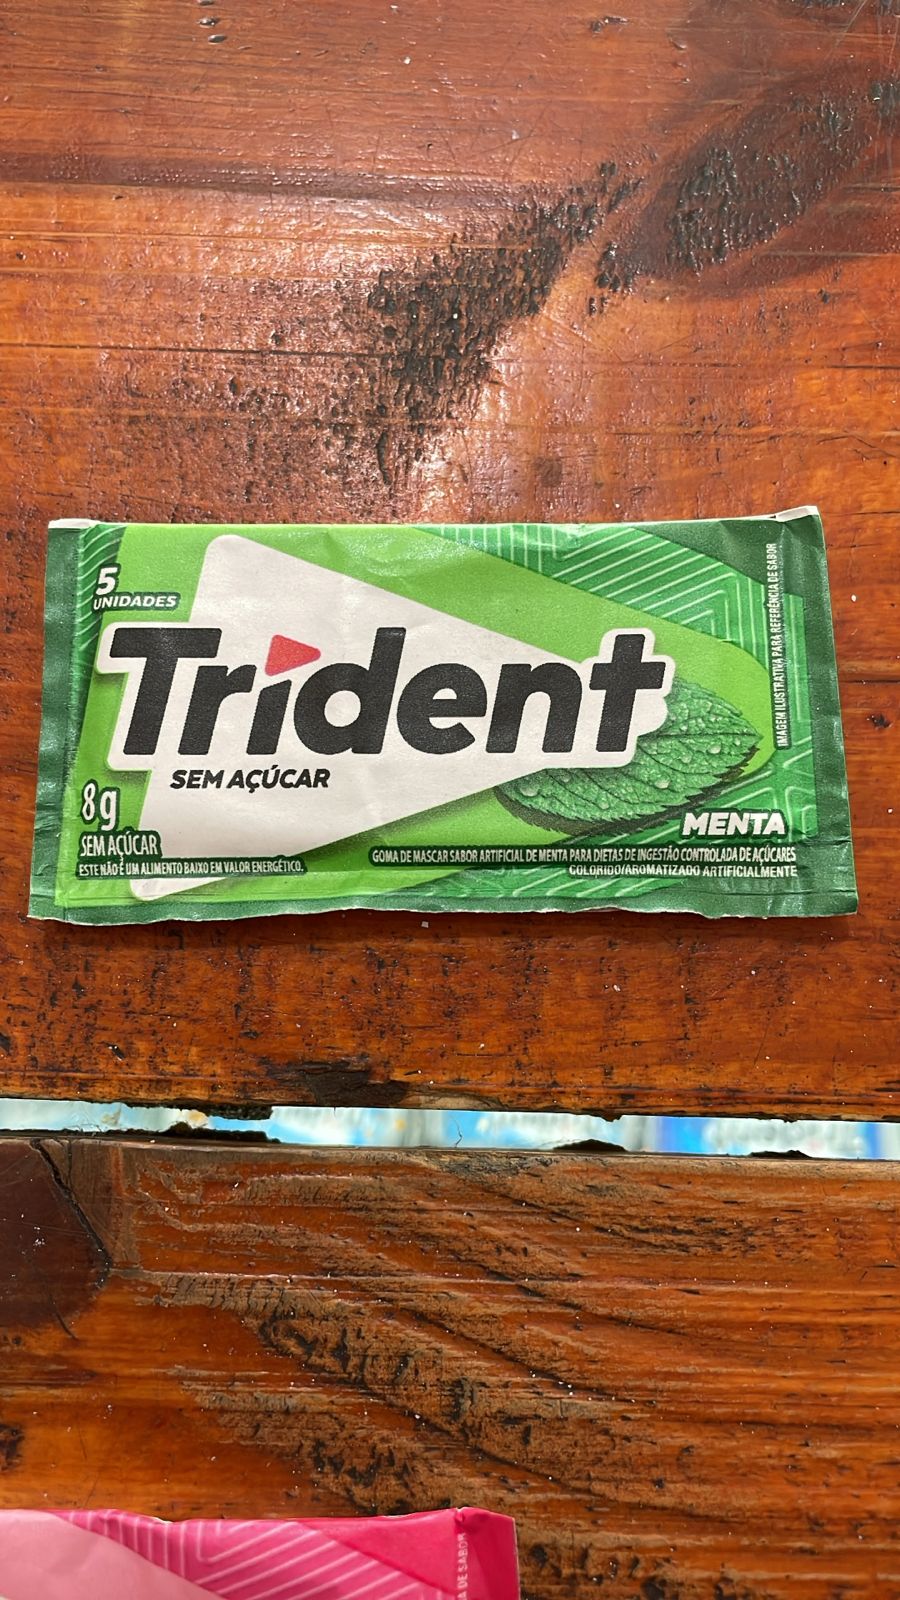 5
UNIDADES
Trident
SEM AÇÚCAR
8g
SEM AÇÚCAR
ESTE NÃO É UM ALIMENTO BAIXO EM VALOR ENERGÉTICO.
MENTA
GOMA DE MASCAR SABOR ARTIFICIAL DE MENTA PARA DIETAS DE INGESTÃO CONTROLADA DE AÇÚCARES
COLORIDO/AROMATIZADO ARTIFICIALMENTE
IMAGEM ILUSTRATIVA PARA REFERÊNCIA DE SABOR
A DE SABOR